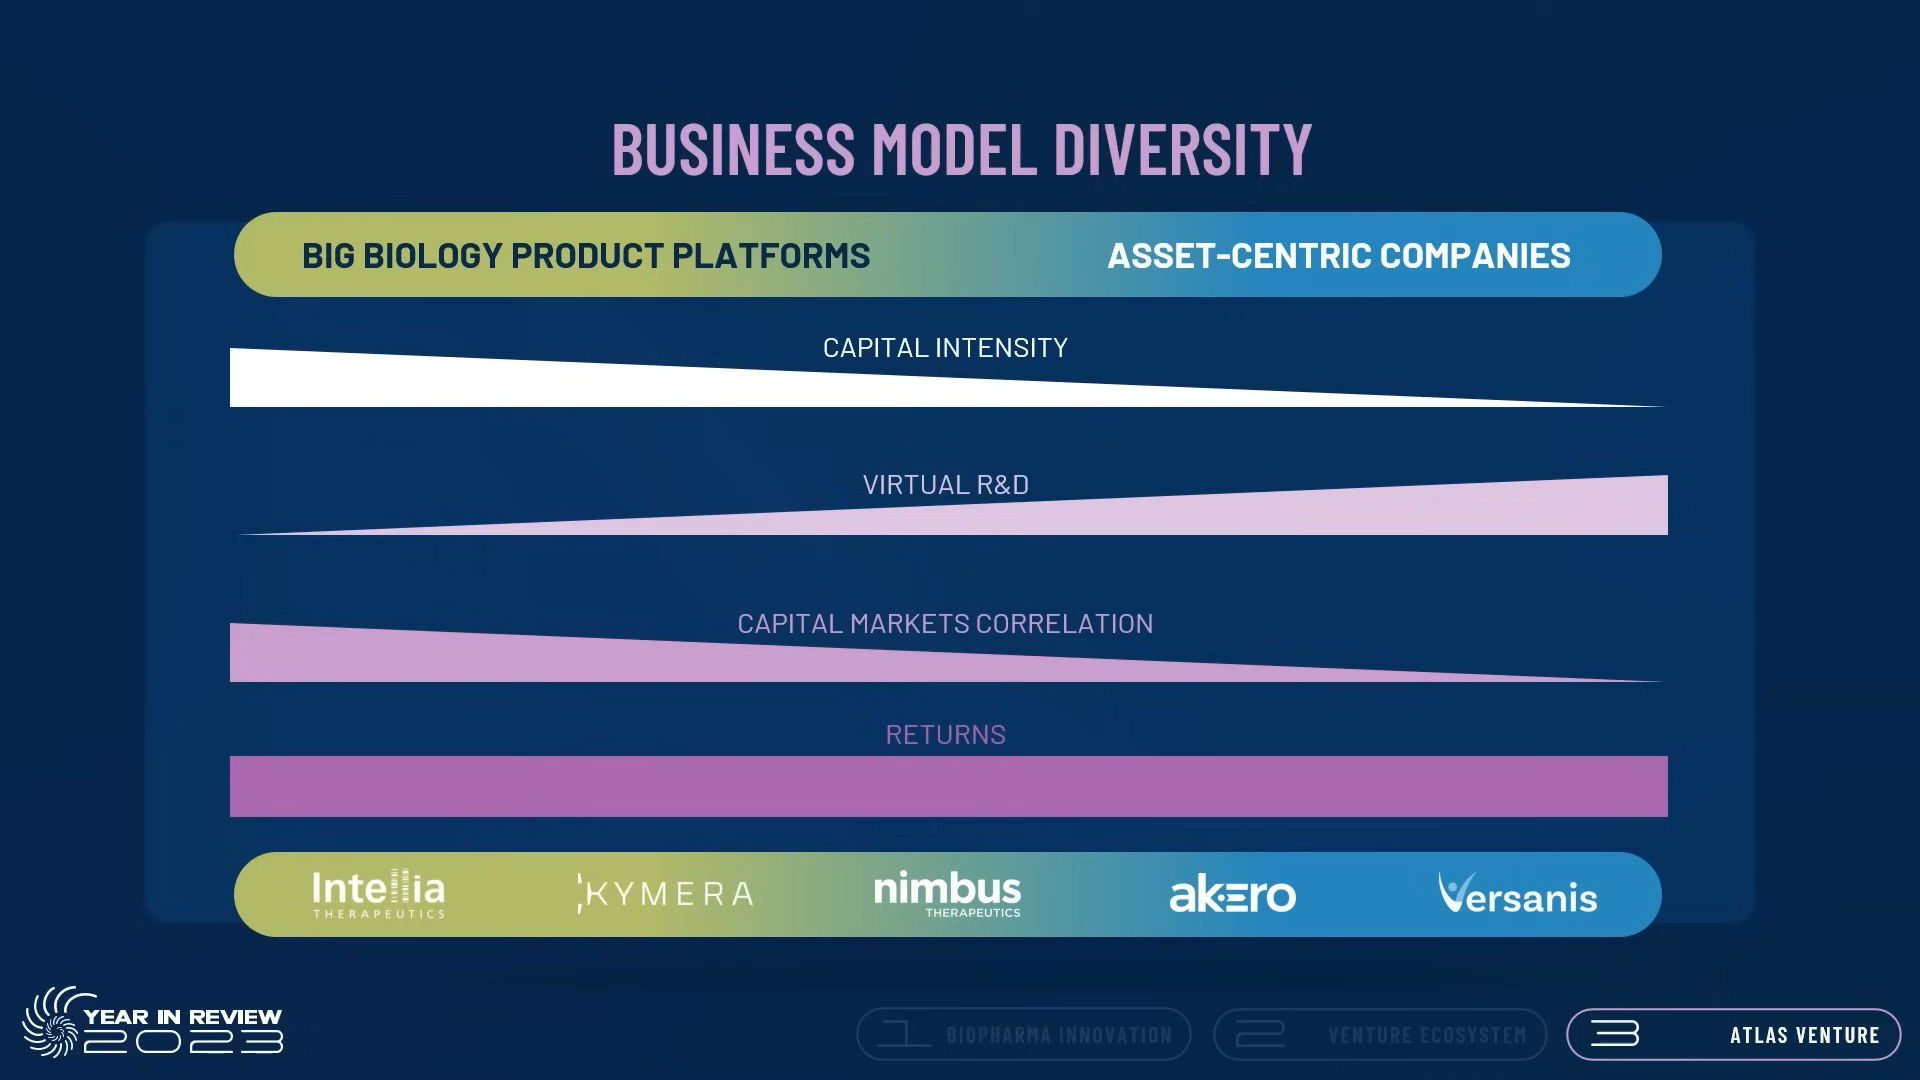 BUSINESS MODEL DIVERSITY
BIG BIOLOGY PRODUCT PLATFORMS
ASSET-CENTRIC COMPANIES
CAPITAL INTENSITY
VIRTUAL R&D
CAPITAL MARKETS CORRELATION
RETURNS
Intellia
THERAPEUTICS
KYMERA
nimbus
THERAPEUTICS
akero
Versanis
YEAR IN REVIEW
2023
1 BIOPHARMA INNOVATION
2 VENTURE ECOSYSTEM
3 ATLAS VENTURE